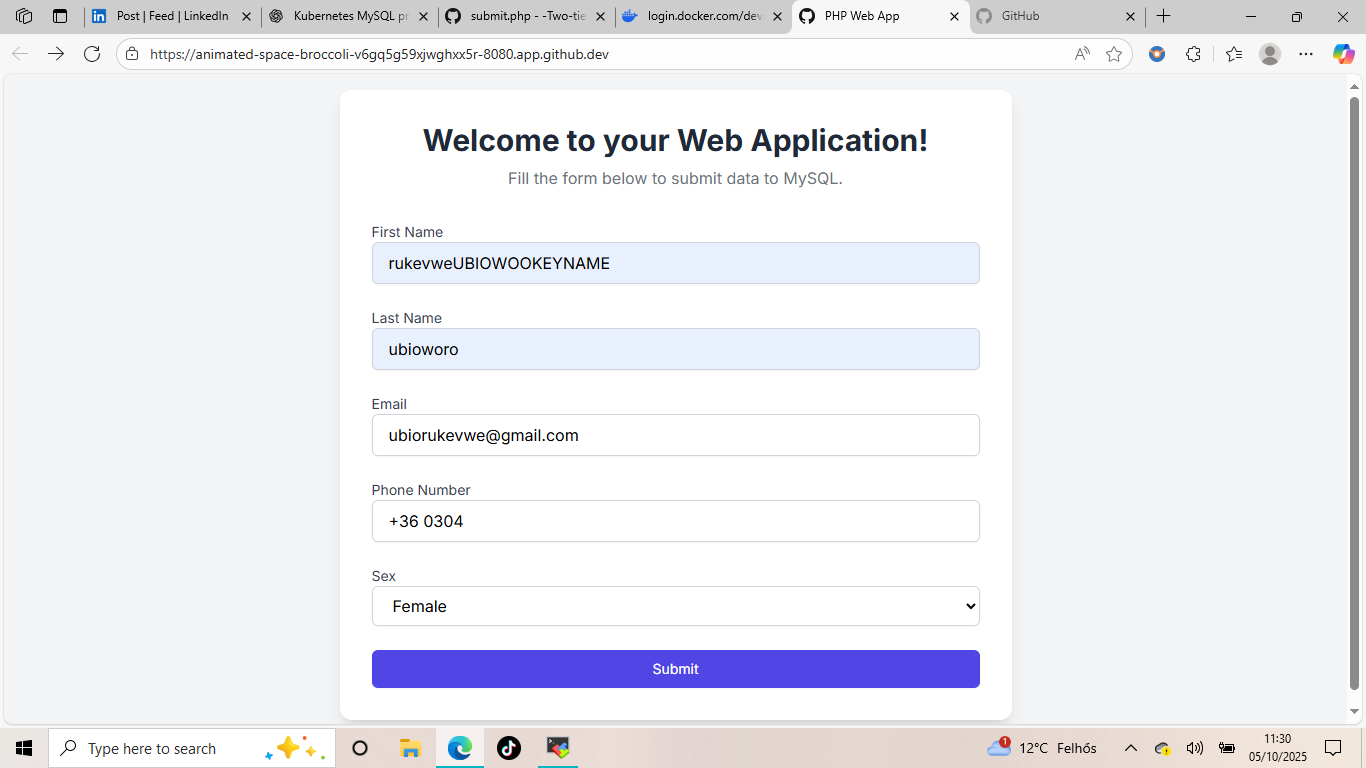 Post | Feed | LinkedIn
Kubernetes MySQL pr
submit.php - -Two-tie
login.docker.com/dev
PHP Web App
GitHub
https://animated-space-broccoli-v6gq5g59xjwghxx5r-8080.app.github.dev
Welcome to your Web Application!
Fill the form below to submit data to MySQL.
First Name
rukevweUBIOWOOKEYNAME
Last Name
ubioworo
Email
ubiorukevwe@gmail.com
Phone Number
+36 0304
Sex
Female
Submit
Type here to search
1
12°C Felhős
11:30
05/10/2025